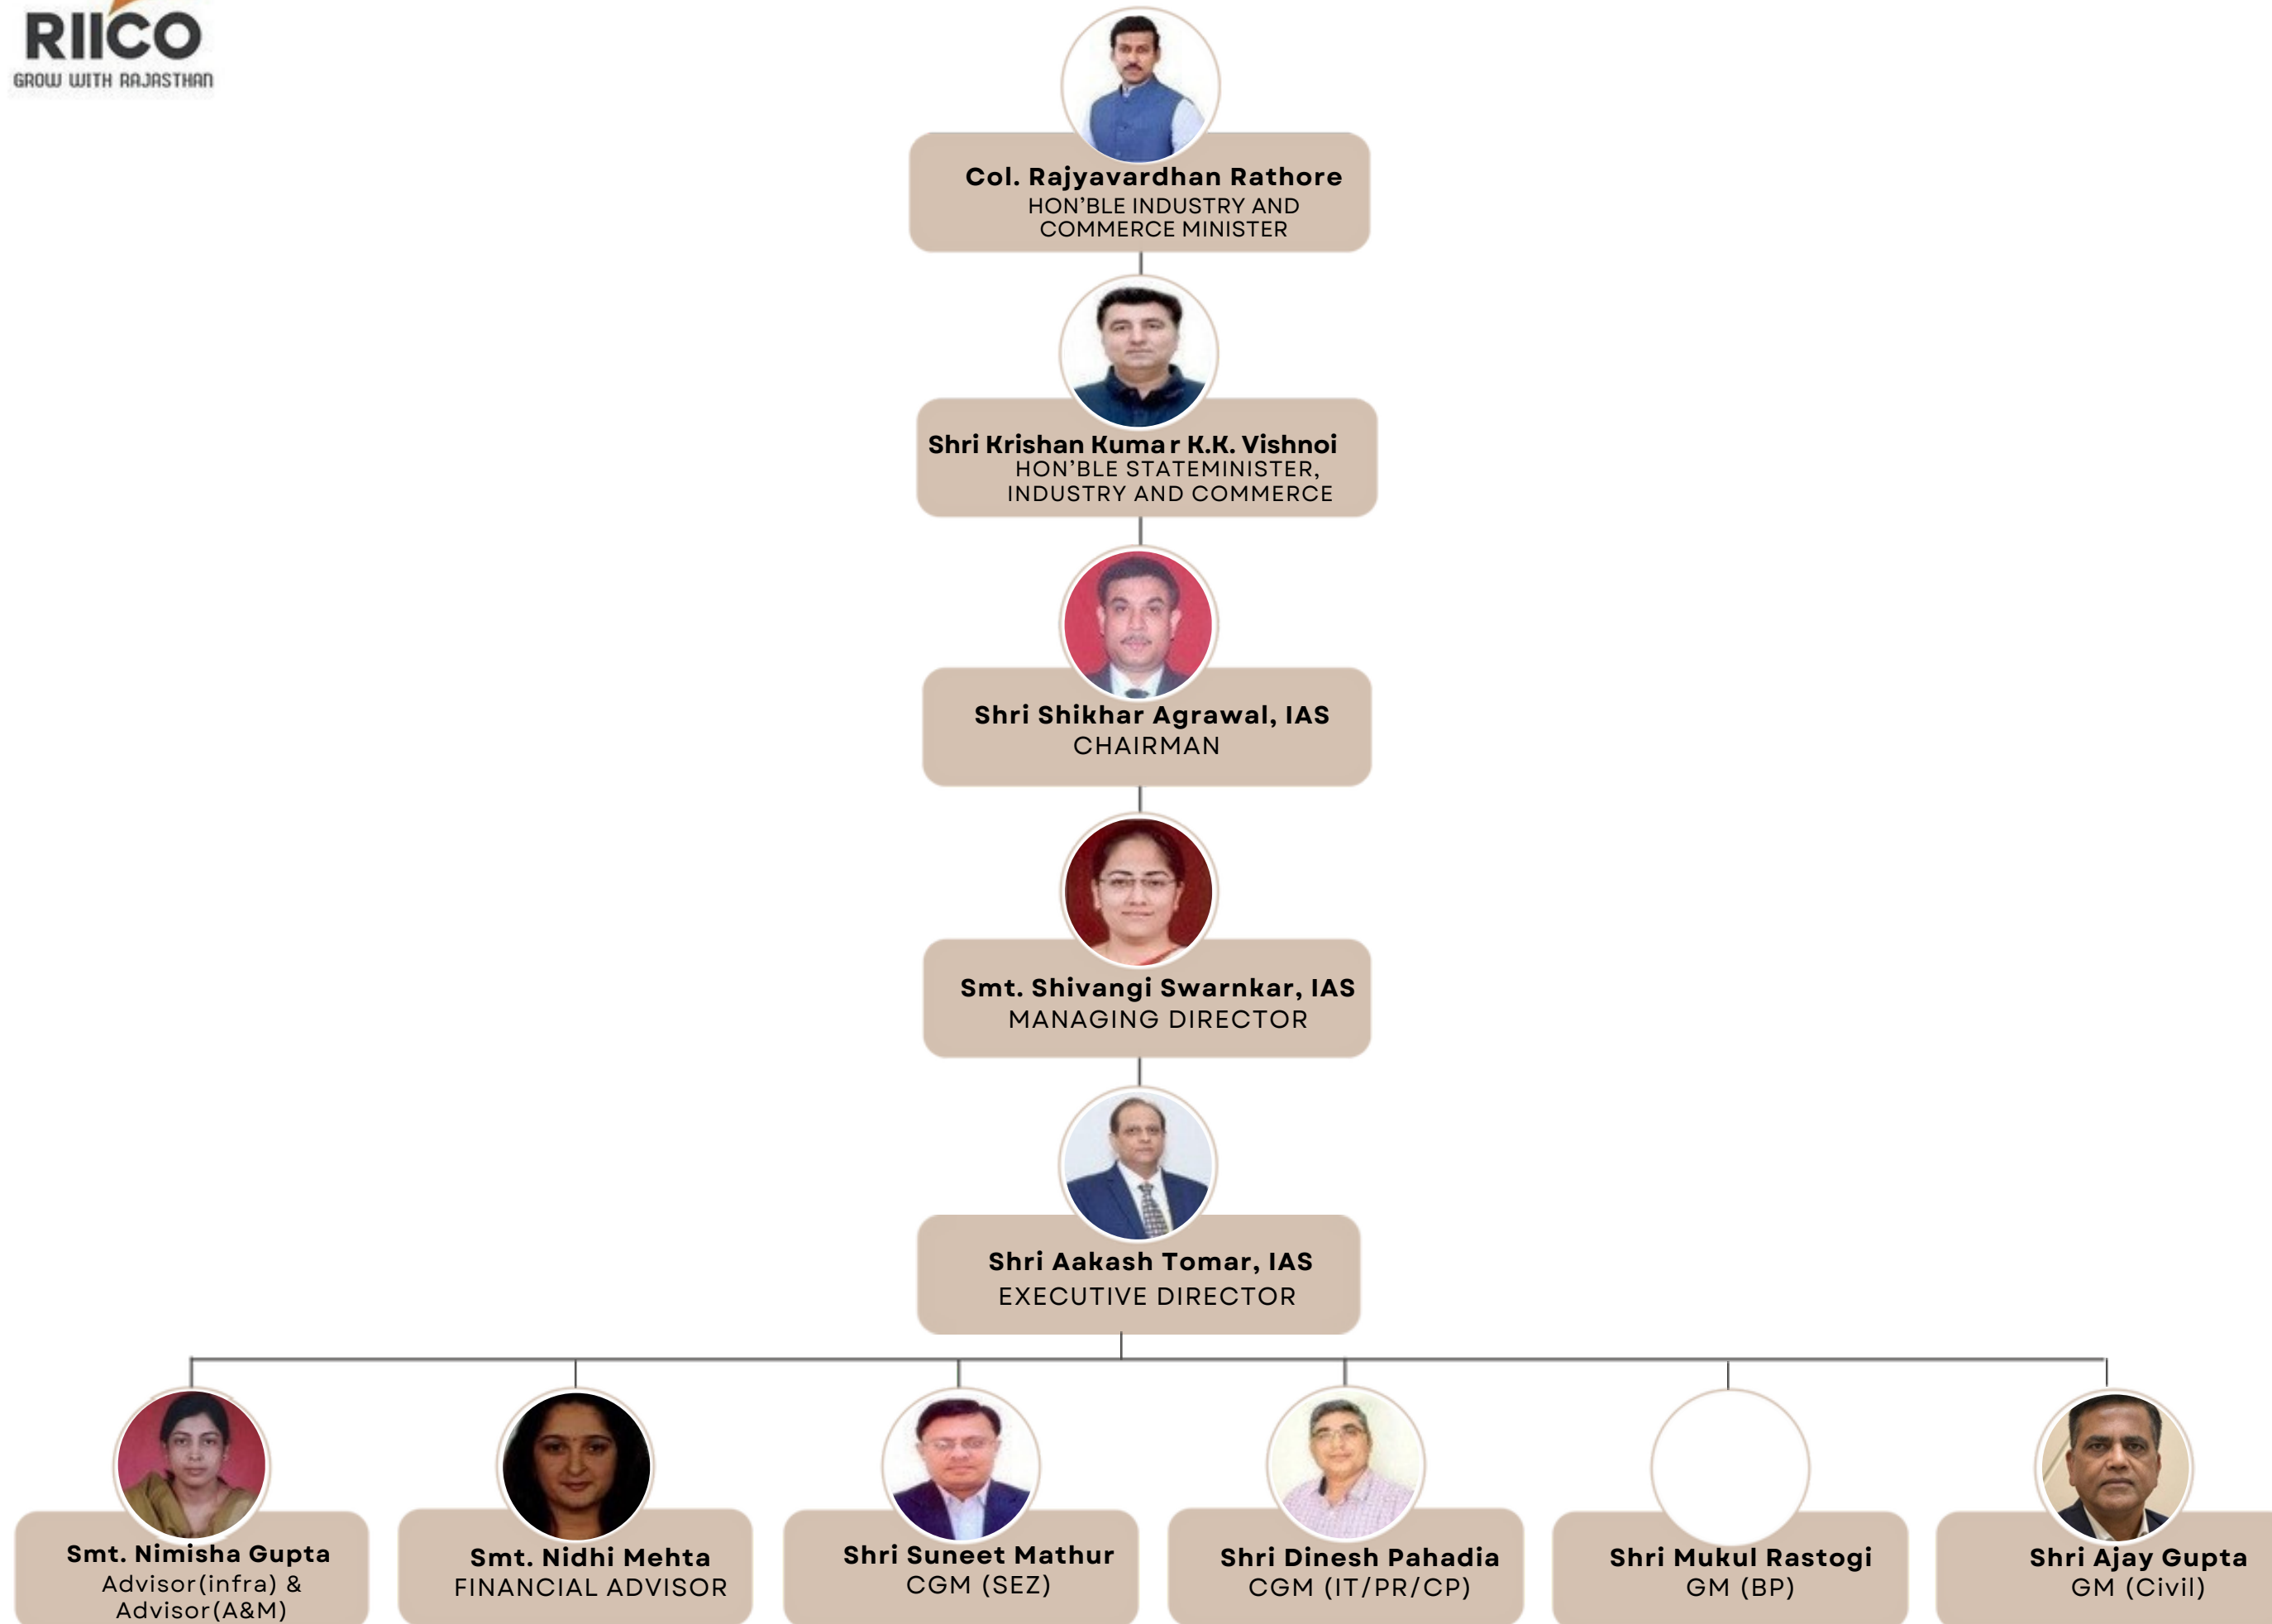 RIICO
GROW WITH RAJASTHAN
Col. Rajyavardhan Rathore
HON'BLE INDUSTRY AND
COMMERCE MINISTER
Shri Krishan Kumar K.K. Vishnoi
HON'BLE STATEMINISTER,
INDUSTRY AND COMMERCE
Shri Shikhar Agrawal, IAS
CHAIRMAN
Smt. Shivangi Swarnkar, IAS
MANAGING DIRECTOR
Shri Aakash Tomar, IAS
EXECUTIVE DIRECTOR
Smt. Nimisha Gupta
Advisor(infra) &
Advisor(A&M)
Smt. Nidhi Mehta
FINANCIAL ADVISOR
Shri Suneet Mathur
CGM (SEZ)
Shri Dinesh Pahadia
CGM (IT/PR/CP)
Shri Mukul Rastogi
GM (BP)
Shri Ajay Gupta
GM (Civil)